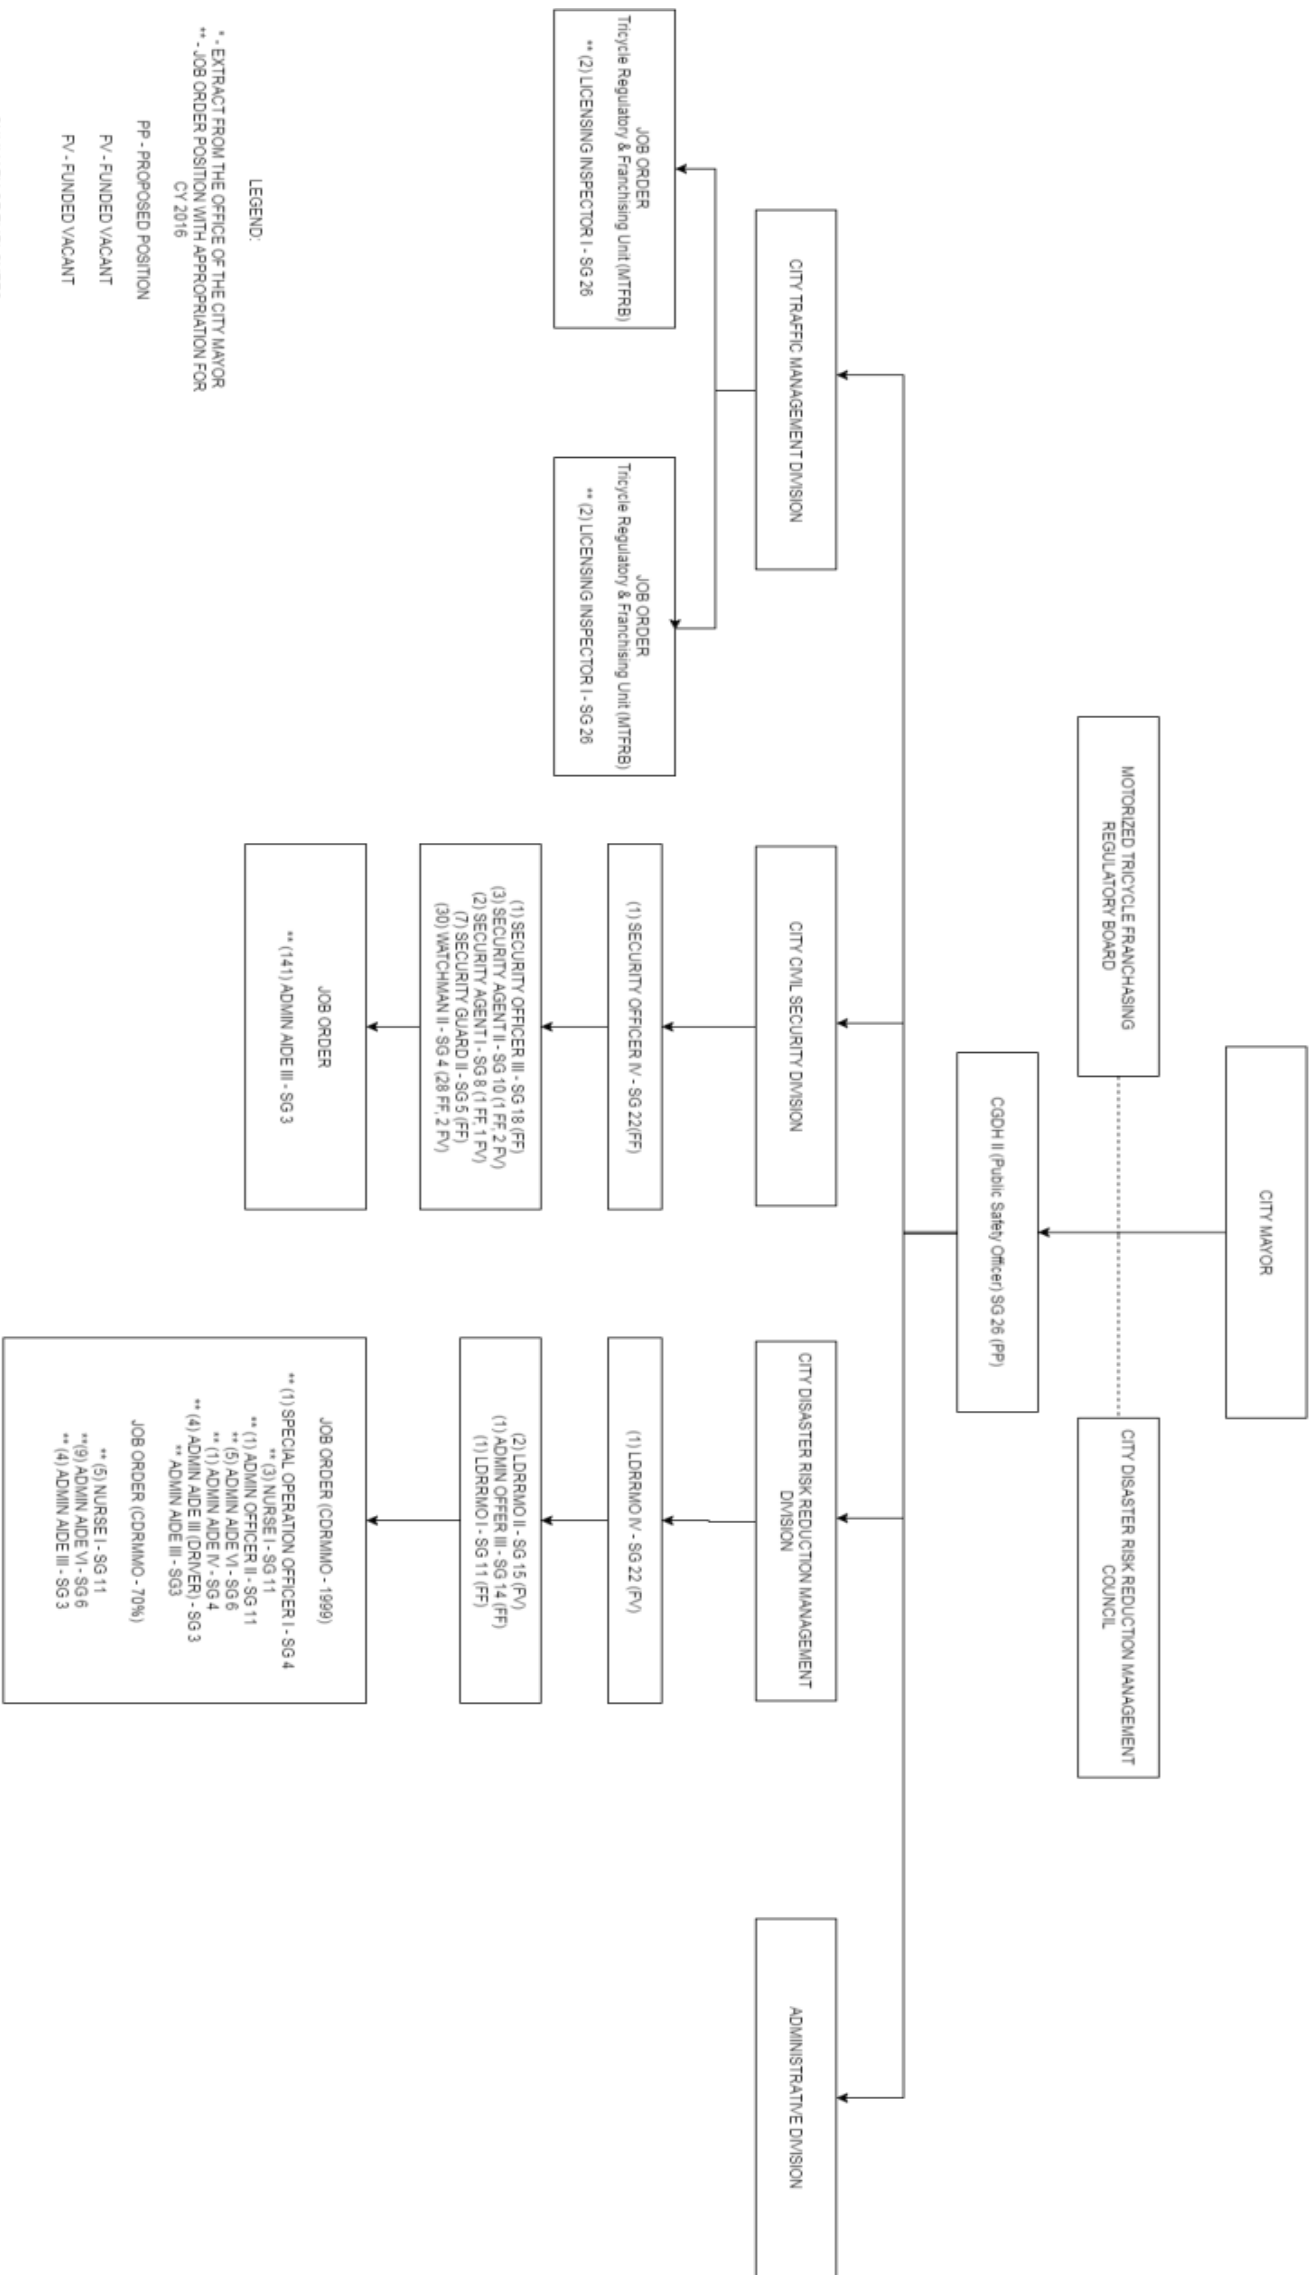 CITY MAYOR
MOTORIZED TRICYCLE FRANCHASING
REGULATORY BOARD
CITY DISASTER RISK REDUCTION MANAGEMENT
COUNCIL
CGDH II (Public Safety Officer) SG 26 (PP)
CITY TRAFFIC MANAGEMENT DIVISION
CITY CIVIL SECURITY DIVISION
CITY DISASTER RISK REDUCTION MANAGEMENT
DIVISION
ADMINISTRATIVE DIVISION
JOB ORDER
Tricycle Regulatory & Franchising Unit (MTFRB)
** (2) LICENSING INSPECTOR I - SG 26
JOB ORDER
Tricycle Regulatory & Franchising Unit (MTFRB)
** (2) LICENSING INSPECTOR I - SG 26
(1) SECURITY OFFICER IV - SG 22(FF)
(1) SECURITY OFFICER III - SG 18 (FF)
(3) SECURITY AGENT II - SG 10 (1 FF, 2 FV)
(2) SECURITY AGENT I - SG 8 (1 FF, 1 FV)
(7) SECURITY GUARD II - SG 5 (FF)
(30) WATCHMAN II - SG 4 (28 FF, 2 FV)
JOB ORDER
** (141) ADMIN AIDE III - SG 3
(1) LDRRMO IV - SG 22 (FV)
(2) LDRRMO II - SG 15 (FV)
(1) ADMIN OFFER III - SG 14 (FF)
(1) LDRRMO I - SG 11 (FF)
JOB ORDER (CDRMMO - 1999)
** (1) SPECIAL OPERATION OFFICER I - SG 4
** (3) NURSE I - SG 11
** (1) ADMIN OFFICER II - SG 11
** (5) ADMIN AIDE VI - SG 6
** (1) ADMIN AIDE IV - SG 4
** (4) ADMIN AIDE III (DRIVER) - SG 3
** ADMIN AIDE III - SG3
JOB ORDER (CDRMMO - 70%)
** (5) NURSE I - SG 11
**(9) ADMIN AIDE VI - SG 6
** (4) ADMIN AIDE III - SG 3
LEGEND:
* - EXTRACT FROM THE OFFICE OF THE CITY MAYOR
** - JOB ORDER POSITION WITH APPROPRIATION FOR
CY 2016
PP - PROPOSED POSITION
FV - FUNDED VACANT
FV - FUNDED VACANT